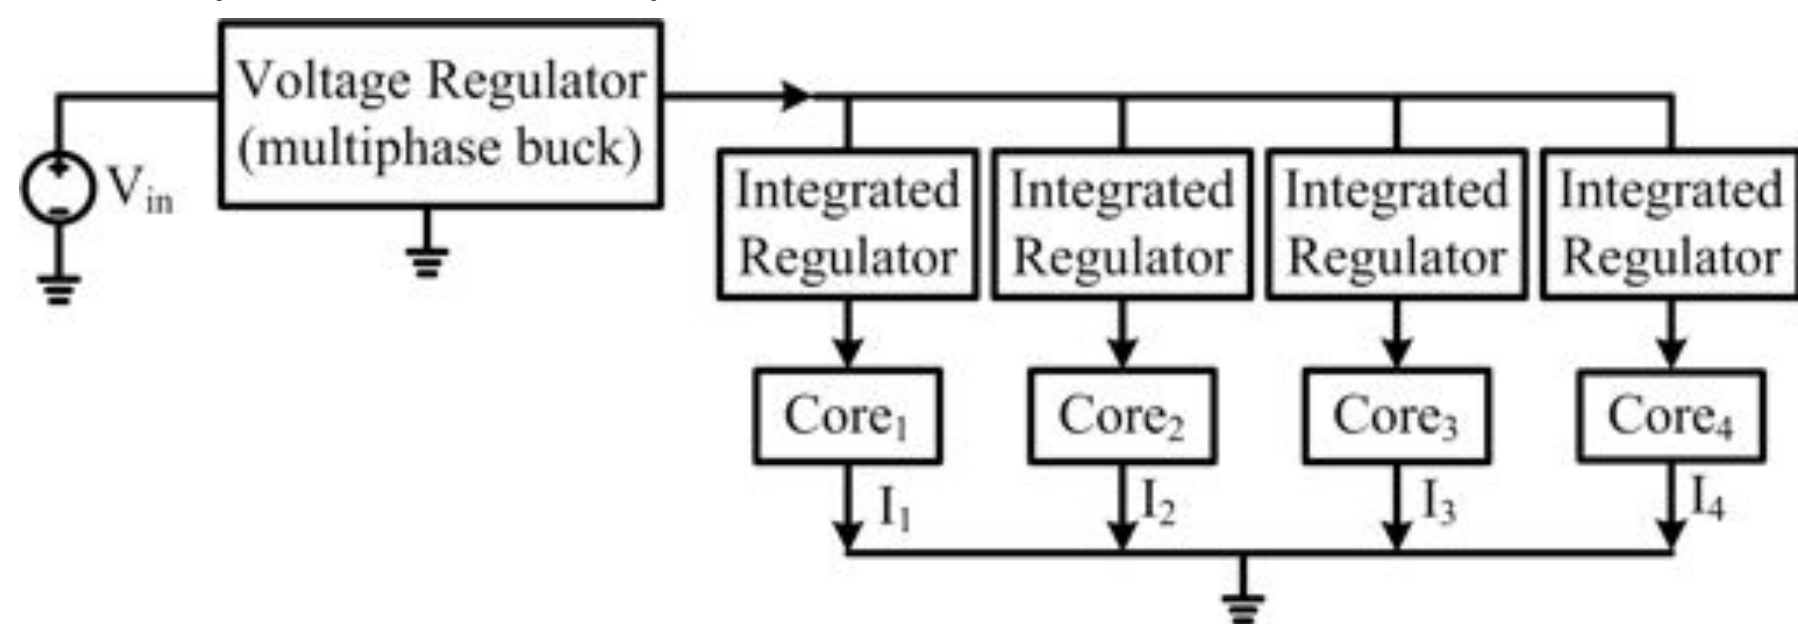 Voltage Regulator
(multiphase buck)
V_in
Integrated
Regulator
Integrated
Regulator
Integrated
Regulator
Integrated
Regulator
Core₁
Core₂
Core₃
Core₄
I₁
I₂
I₃
I₄